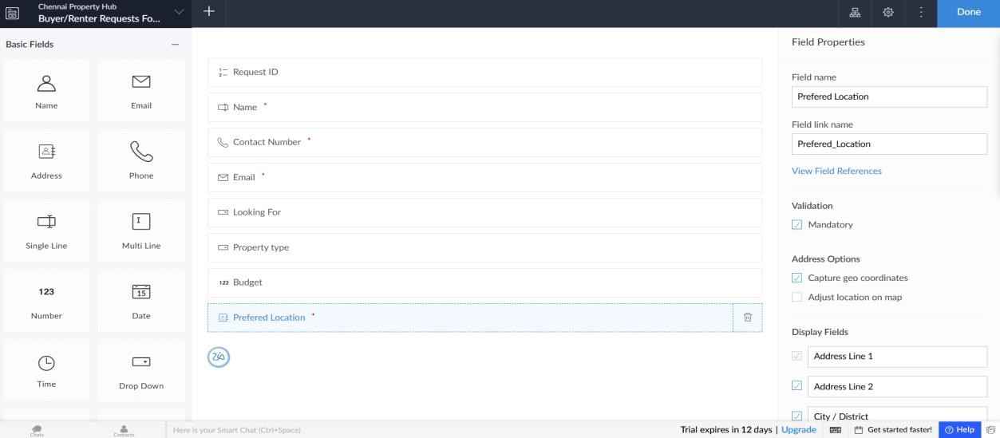 Chennai Property Hub
Buyer/Renter Requests Fo...
Done
Basic Fields
Name
Email
Address
Phone
Single Line
Multi Line
123
Number
15
Date
Time
Drop Down
Request ID
Name *
Contact Number *
Email *
Looking For
Property type
123 Budget
Prefered Location *
Field Properties
Field name
Prefered Location
Field link name
Prefered_Location
View Field References
Validation
Mandatory
Address Options
Capture geo coordinates
Adjust location on map
Display Fields
Address Line 1
Address Line 2
City / District
Chats
Contacts
Here is your Smart Chat (Ctrl+Space)
Trial expires in 12 days | Upgrade
Get started faster!
Help